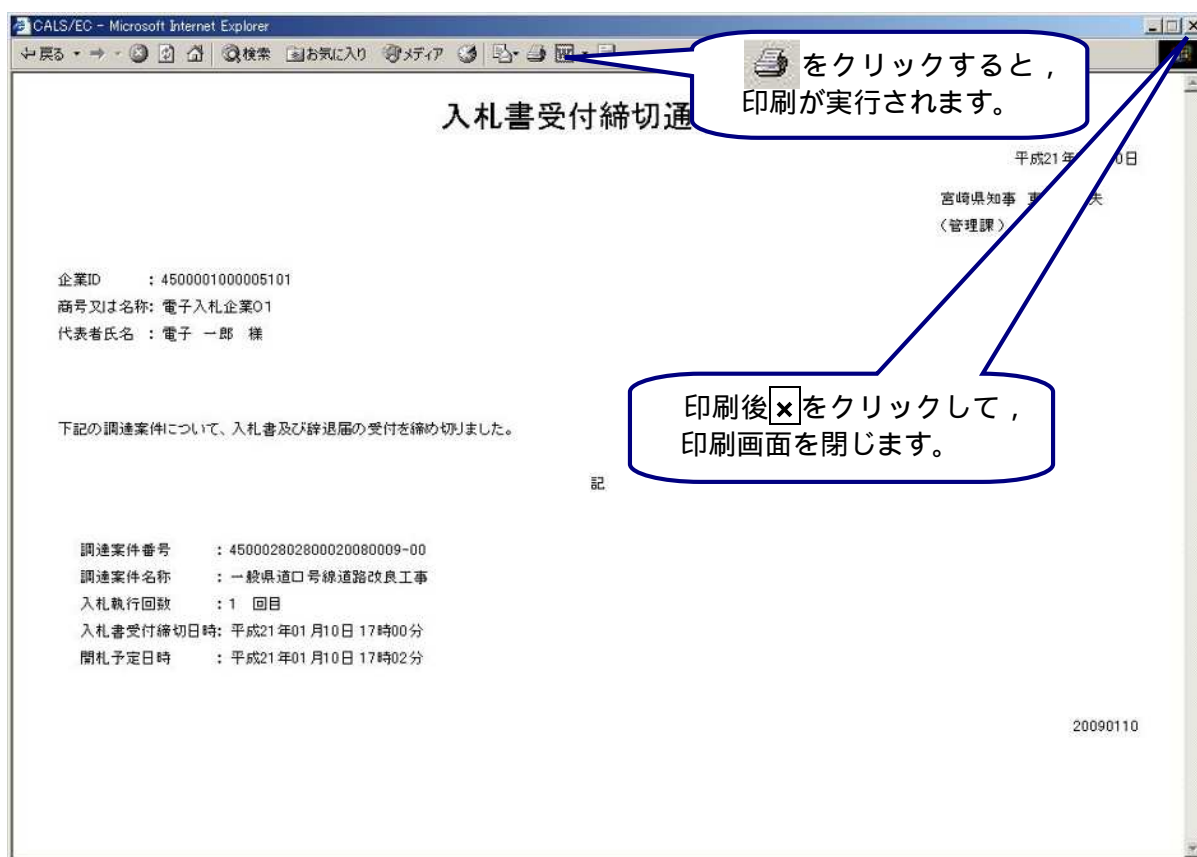 CALS/EC - Microsoft Internet Explorer
戻る 検索 お気に入り メディア
をクリックすると，
印刷が実行されます。
入札書受付締切通
平成21年 0日
宮崎県知事 夫
（管理課）
企業ID ：4500001000005101
商号又は名称：電子入札企業01
代表者氏名 ：電子 一郎 様
印刷後×をクリックして，
印刷画面を閉じます。
下記の調達案件について、入札書及び辞退届の受付を締め切りました。
記
調達案件番号 ：450002802800020080009-00
調達案件名称 ：一般県道口号線道路改良工事
入札執行回数 ：1 回目
入札書受付締切日時：平成21年01月10日 17時00分
開札予定日時 ：平成21年01月10日 17時02分
20090110